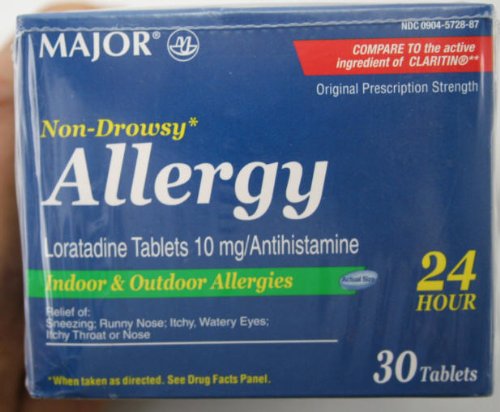 NDC 0904-5728-87
MAJOR®
COMPARE TO the active
ingredient of CLARITIN®**
Original Prescription Strength
Non-Drowsy*
Allergy
Loratadine Tablets 10 mg/Antihistamine
Indoor & Outdoor Allergies
Actual Size
24
HOUR
Relief of:
Sneezing; Runny Nose; Itchy, Watery Eyes;
Itchy Throat or Nose
*When taken as directed. See Drug Facts Panel.
30 Tablets